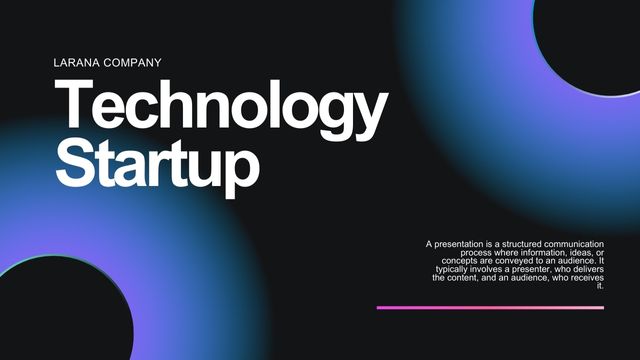 LARANA COMPANY
Technology
Startup
A presentation is a structured communication
process where information, ideas, or
concepts are conveyed to an audience. It
typically involves a presenter, who delivers
the content, and an audience, who receives
it.